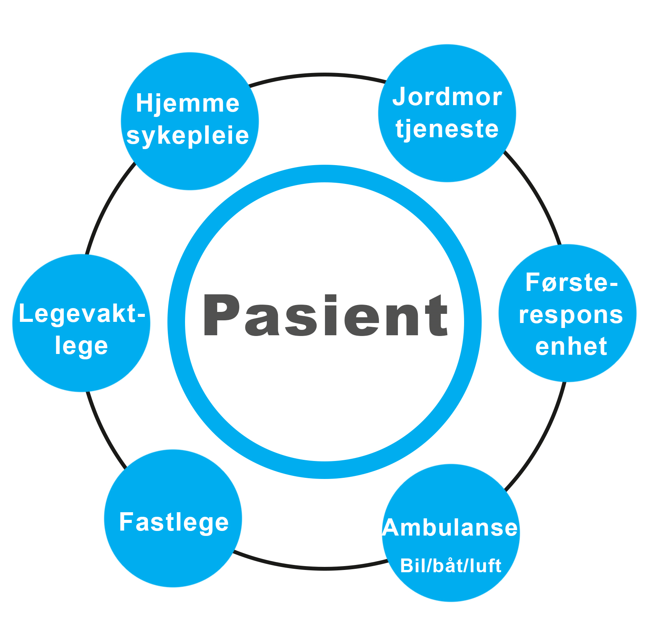 Hjemme
sykepleie
Jordmor
tjeneste
Legevakt-
lege
Pasient
Første-
respons
enhet
Fastlege
Ambulanse
Bil/båt/luft